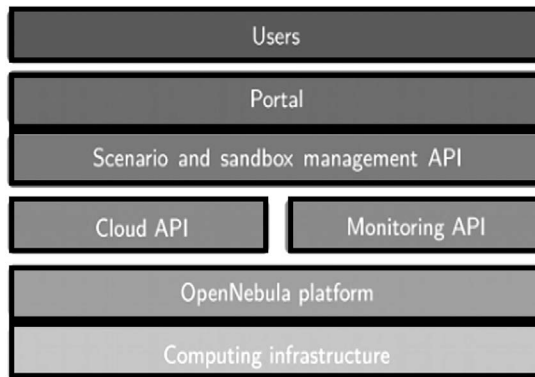 Users
Portal
Scenario and sandbox management API
Cloud API
Monitoring API
OpenNebula platform
Computing infrastructure